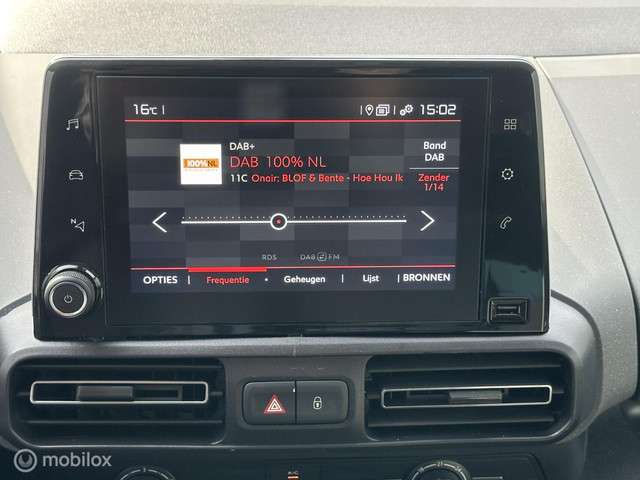 16°C
15:02
DAB+
100%NL
DAB 100% NL
Band
DAB
11C Onair: BLOF & Bente - Hoe Hou Ik
Zender
1/14
N
RDS DAB FM
OPTIES Frequentie Geheugen Lijst BRONNEN
A/C
mobilox